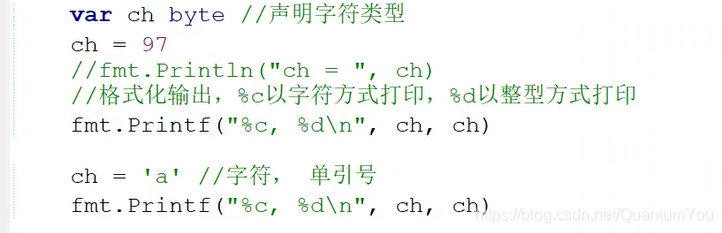 var ch byte //声明字符类型
ch = 97
//fmt.Println("ch = ", ch)
//格式化输出，%c以字符方式打印，%d以整型方式打印
fmt.Printf("%c, %d\n", ch, ch)
ch = 'a' //字符， 单引号
fmt.Printf("%c, %d\n", ch, ch)
https://blog.csdn.net/QuantumYou